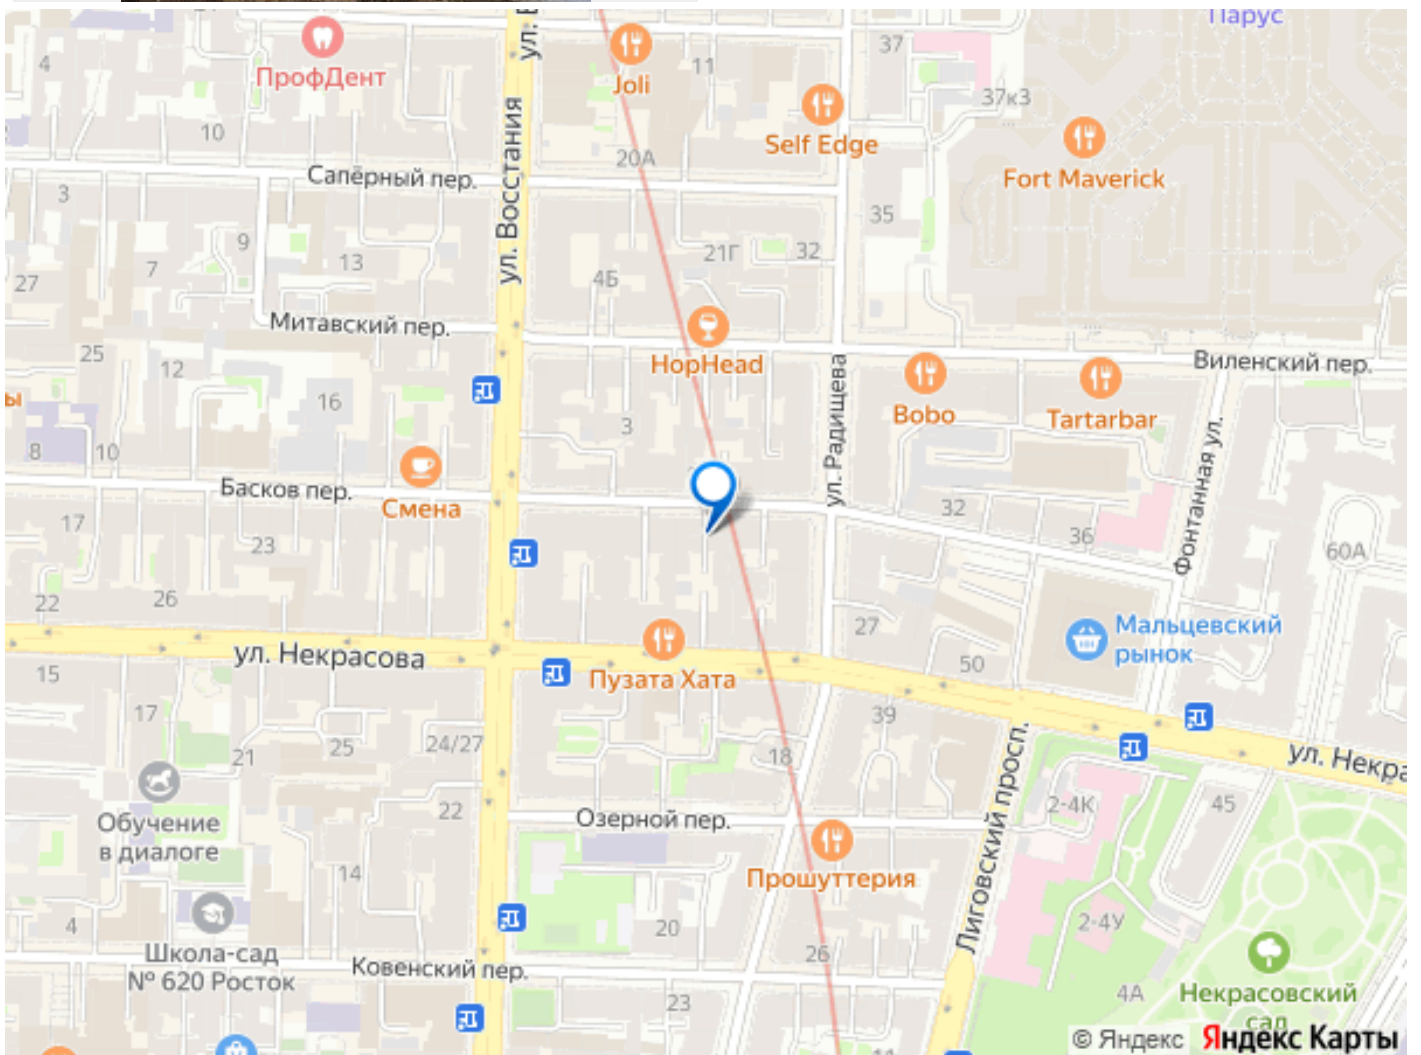 Парус
ул. В
4
ПрофДент
Joli
11
37
37к3
Self Edge
Fort Maverick
10
20А
Сапёрный пер.
ул. Восстания
3
35
9
7
13
21Г
32
27
4Б
Митавский пер.
HopHead
Виленский пер.
25
12
16
ул. Радищева
Bobo
Tartarbar
ы
3
8
10
Басков пер.
Смена
32
36
Фонтанная ул.
17
23
60А
22
26
27
Мальцевский
рынок
ул. Некрасова
Пузата Хата
50
15
17
21
25
24/27
18
39
ул. Некра
22
Обучение
в диалоге
Озерной пер.
2-4К
45
Лиговский просп.
14
Прошуттерия
4
20
26
2-4У
Школа-сад
№ 620 Росток
Ковенский пер.
23
4А
Некрасовский
сад
© Яндекс Яндекс Карты